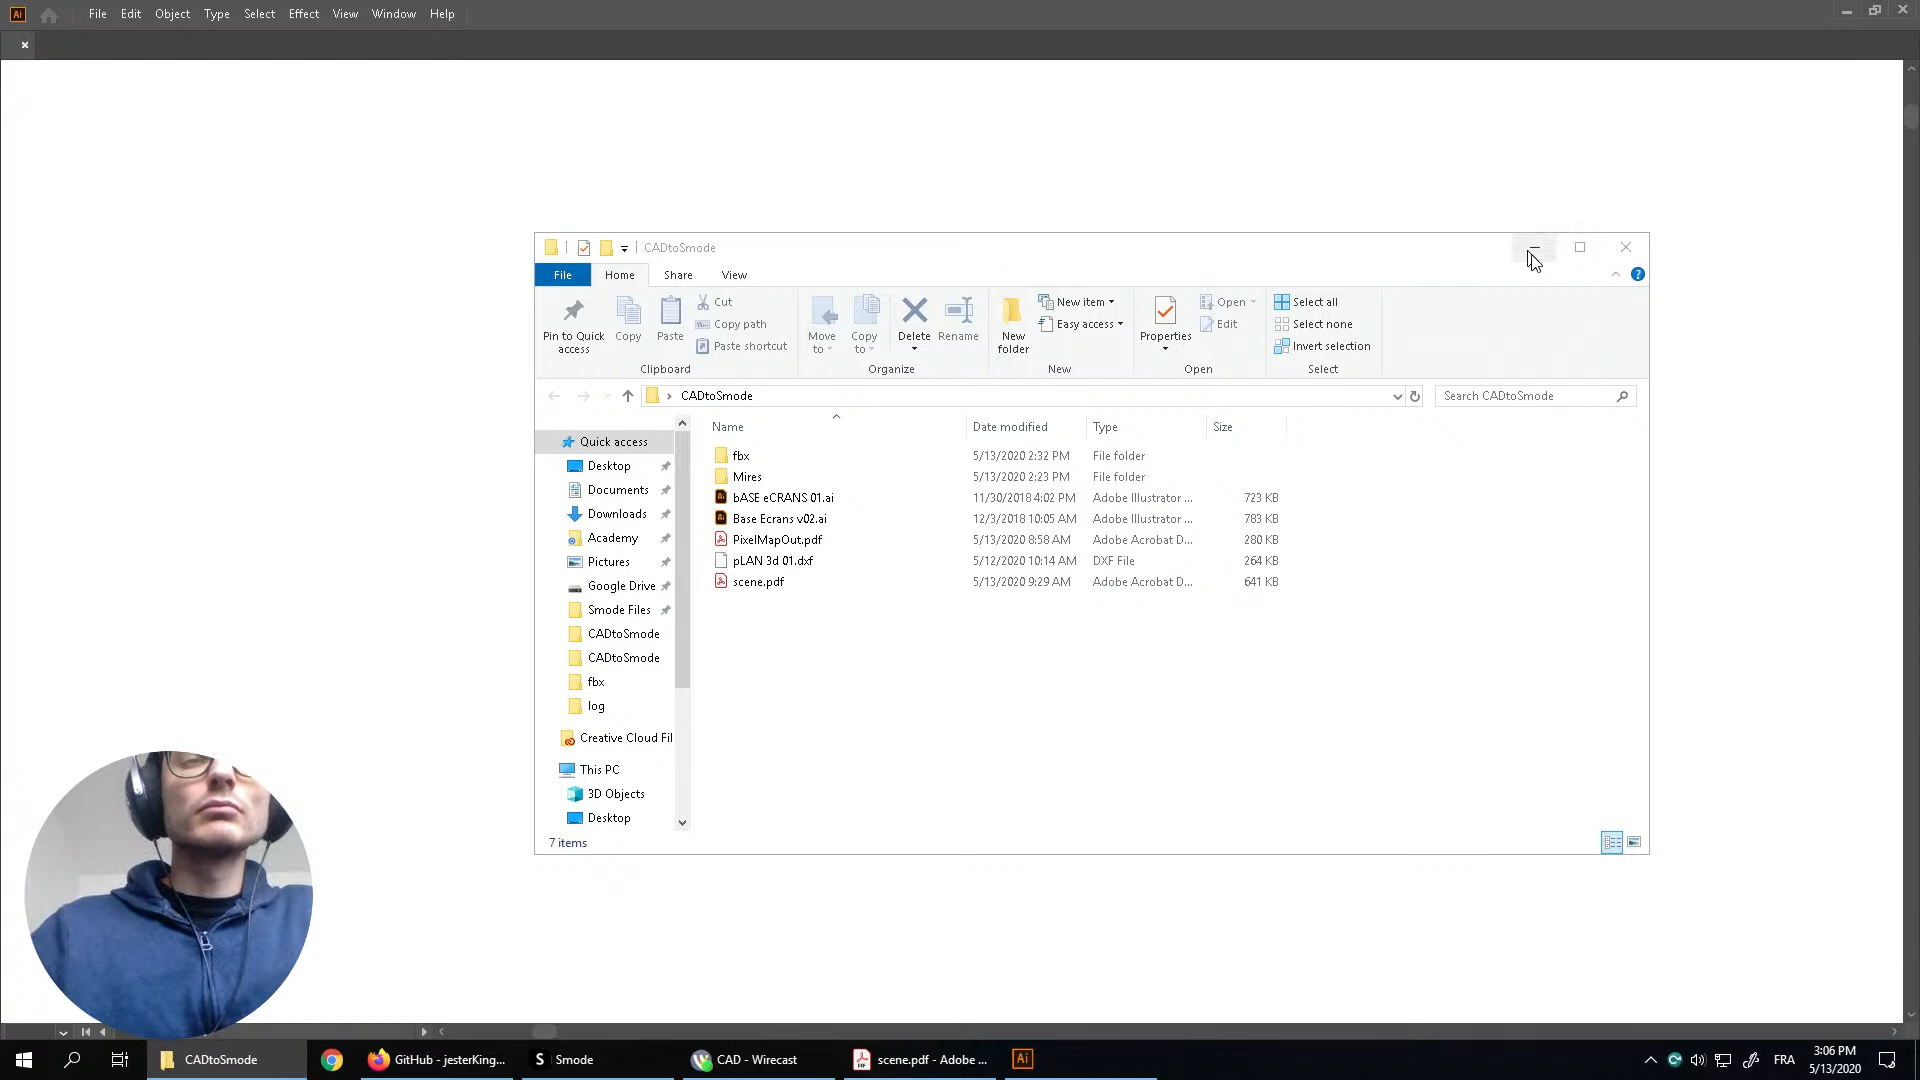 Ai File Edit Object Type Select Effect View Window Help
CADtoSmode
File Home Share View
Pin to Quick access
Copy
Paste
Cut
Copy path
Paste shortcut
Move to
Copy to
Delete
Rename
New folder
New item
Easy access
Properties
Open
Edit
Select all
Select none
Invert selection
Clipboard Organize New Open Select
CADtoSmode
Search CADtoSmode
Name Date modified Type Size
Quick access
Desktop
Documents
Downloads
Academy
Pictures
Google Drive
Smode Files
CADtoSmode
CADtoSmode
fbx
log
Creative Cloud Fil
This PC
3D Objects
Desktop
fbx 5/13/2020 2:32 PM File folder
Mires 5/13/2020 2:23 PM File folder
bASE eCRANS 01.ai 11/30/2018 4:02 PM Adobe Illustrator ... 723 KB
Base Ecrans v02.ai 12/3/2018 10:05 AM Adobe Illustrator ... 783 KB
PixelMapOut.pdf 5/13/2020 8:58 AM Adobe Acrobat D... 280 KB
pLAN 3d 01.dxf 5/12/2020 10:14 AM DXF File 264 KB
scene.pdf 5/13/2020 9:29 AM Adobe Acrobat D... 641 KB
7 items
CADtoSmode
GitHub - jesterKing...
S Smode
CAD - Wirecast
scene.pdf - Adobe ...
Ai
FRA
3:06 PM
5/13/2020